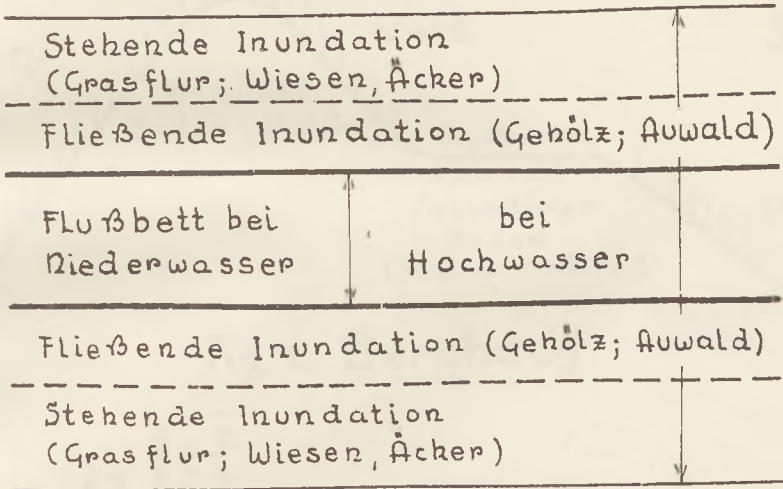 Stehende Inundation
(Grasflur; Wiesen, Äcker)
Fließende Inundation (Gehölz; Auwald)
Flußbett bei
Niederwasser
bei
Hochwasser
Fließende Inundation (Gehölz; Auwald)
Stehende Inundation
(Grasflur; Wiesen, Äcker)